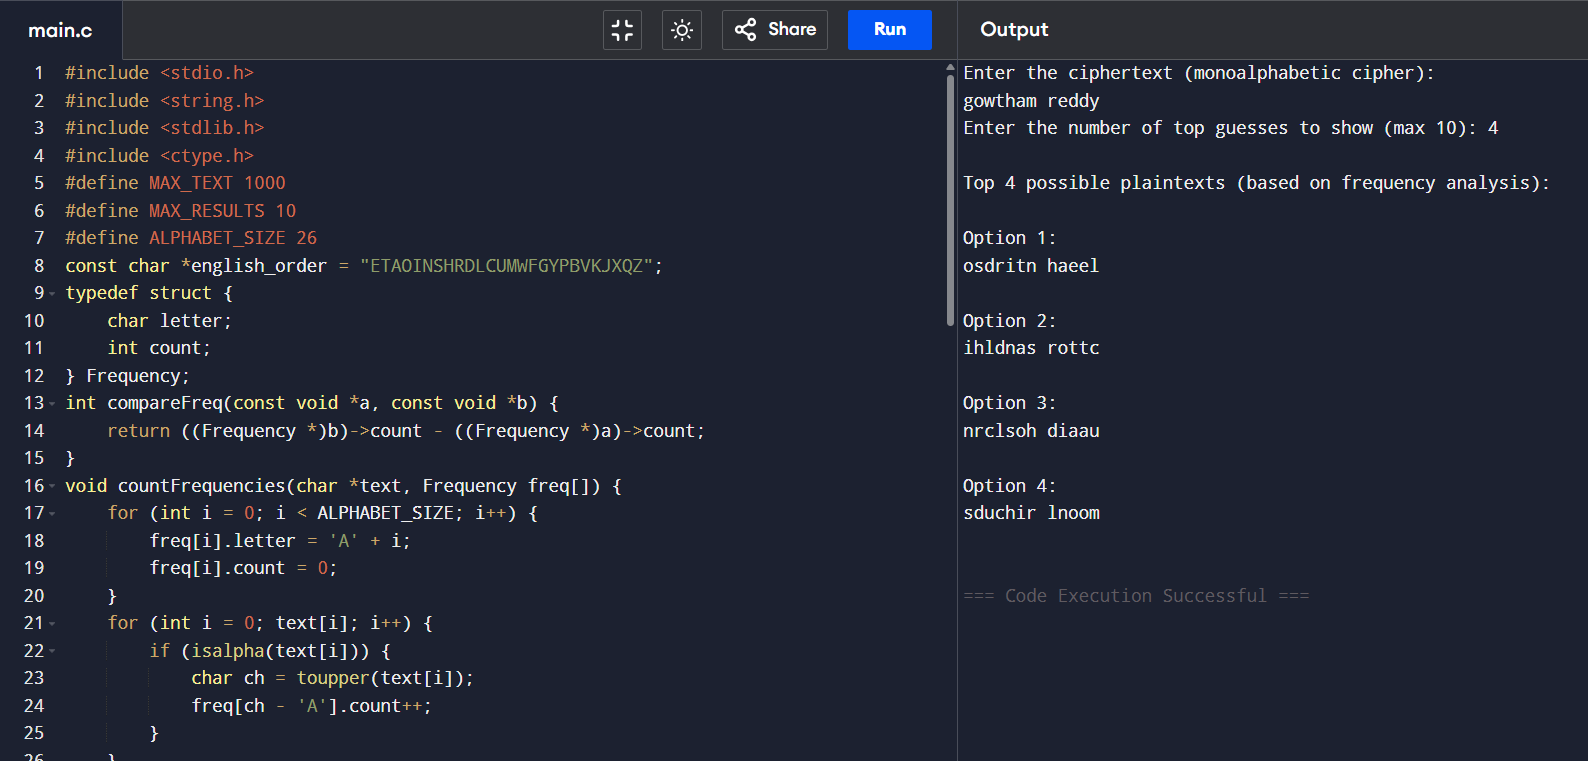 main.c
Share
Run
Output
1 #include <stdio.h>
2 #include <string.h>
3 #include <stdlib.h>
4 #include <ctype.h>
5 #define MAX_TEXT 1000
6 #define MAX_RESULTS 10
7 #define ALPHABET_SIZE 26
8 const char *english_order = "ETAOINSHRDLCUMWFGYPBVKJXQZ";
9 typedef struct {
10     char letter;
11     int count;
12 } Frequency;
13 int compareFreq(const void *a, const void *b) {
14     return ((Frequency *)b)->count - ((Frequency *)a)->count;
15 }
16 void countFrequencies(char *text, Frequency freq[]) {
17     for (int i = 0; i < ALPHABET_SIZE; i++) {
18         freq[i].letter = 'A' + i;
19         freq[i].count = 0;
20     }
21     for (int i = 0; text[i]; i++) {
22         if (isalpha(text[i])) {
23             char ch = toupper(text[i]);
24             freq[ch - 'A'].count++;
25         }
26     }
Enter the ciphertext (monoalphabetic cipher):
gowtham reddy
Enter the number of top guesses to show (max 10): 4
Top 4 possible plaintexts (based on frequency analysis):
Option 1:
osdritn haeel
Option 2:
ihldnas rottc
Option 3:
nrclsoh diaau
Option 4:
sduchir lnoom
=== Code Execution Successful ===